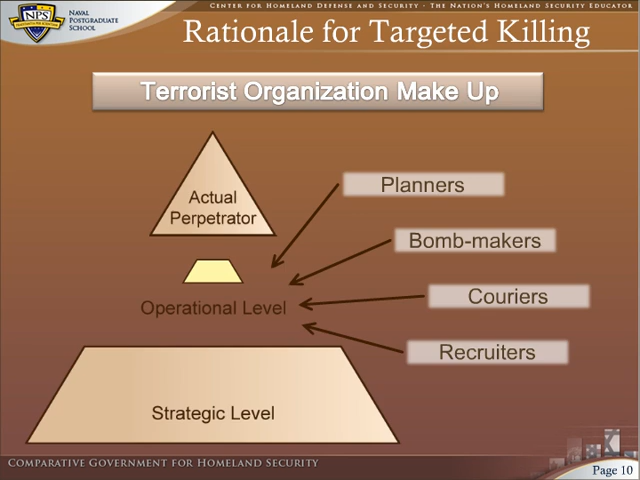 CENTER FOR HOMELAND DEFENSE AND SECURITY · THE NATION'S HOMELAND SECURITY EDUCATOR
NPS
NAVAL
POSTGRADUATE
SCHOOL
Rationale for Targeted Killing
Terrorist Organization Make Up
Actual
Perpetrator
Planners
Bomb-makers
Operational Level
Couriers
Recruiters
Strategic Level
COMPARATIVE GOVERNMENT FOR HOMELAND SECURITY
Page 10